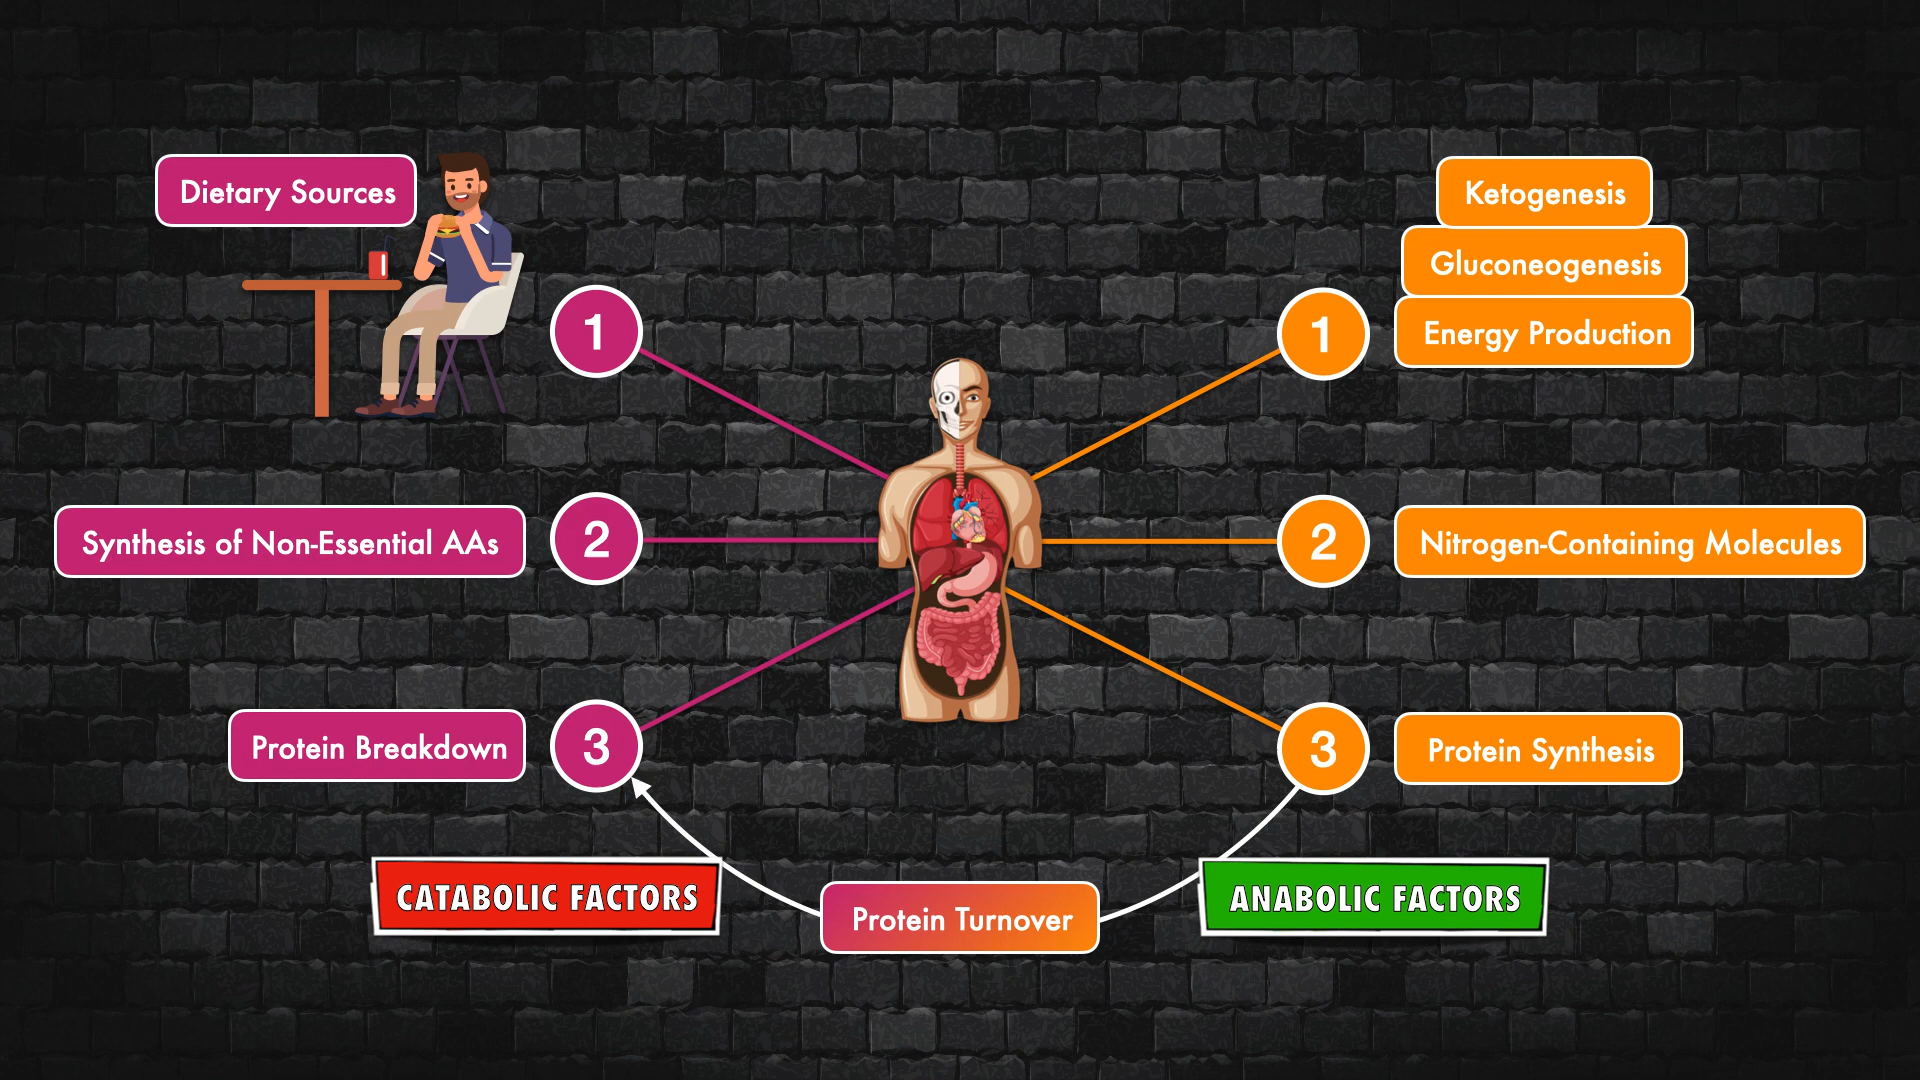 Dietary Sources
1
Synthesis of Non-Essential AAs
2
Protein Breakdown
3
CATABOLIC FACTORS
Ketogenesis
Gluconeogenesis
1
Energy Production
2
Nitrogen-Containing Molecules
3
Protein Synthesis
ANABOLIC FACTORS
Protein Turnover